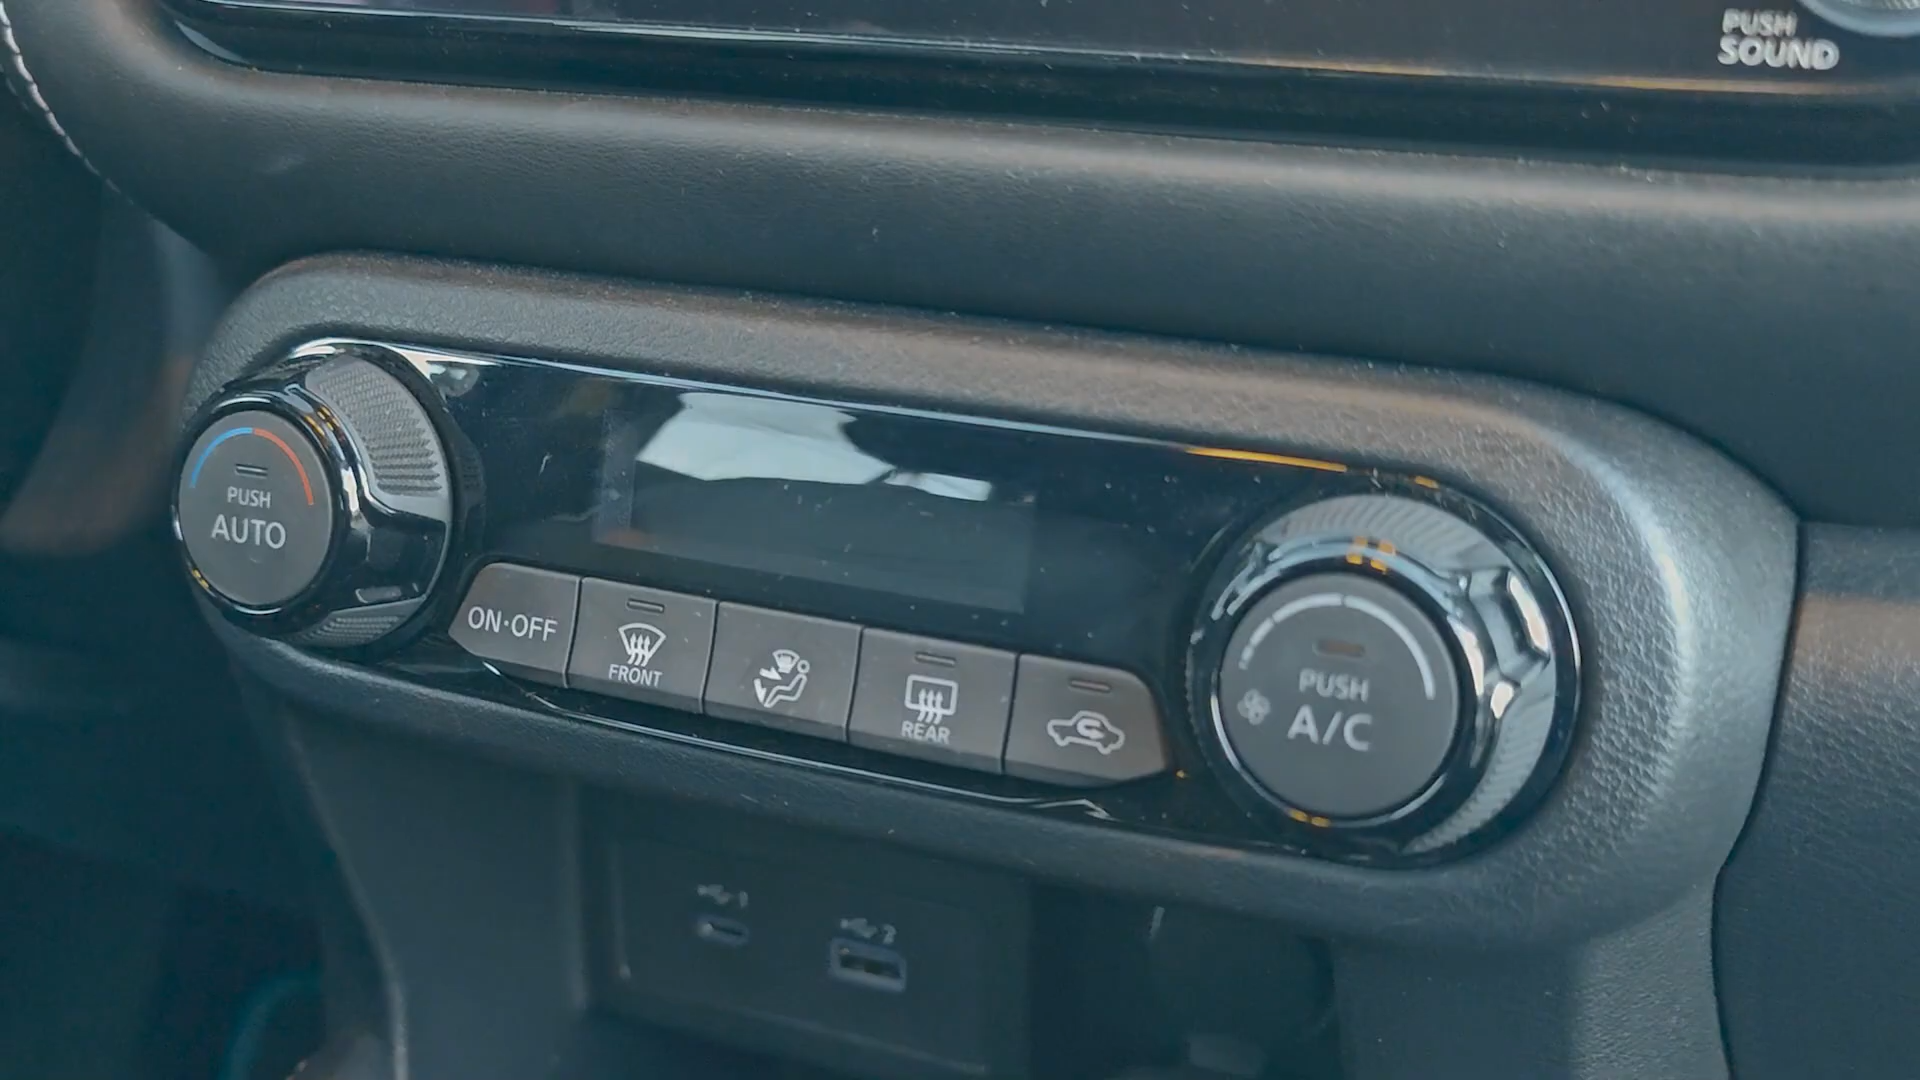 PUSH
SOUND
PUSH
AUTO
ON·OFF
FRONT
REAR
PUSH
A/C
1
2